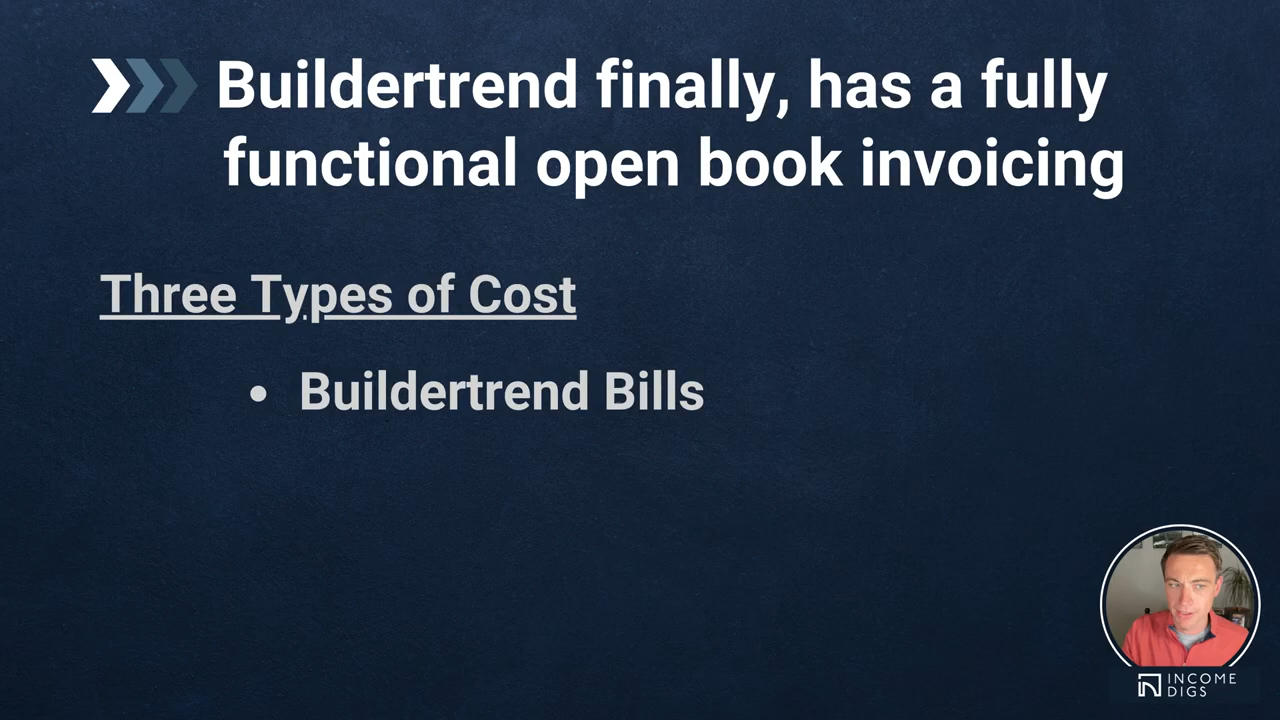 Buildertrend finally, has a fully
functional open book invoicing
Three Types of Cost
• Buildertrend Bills
INCOME
DIGS